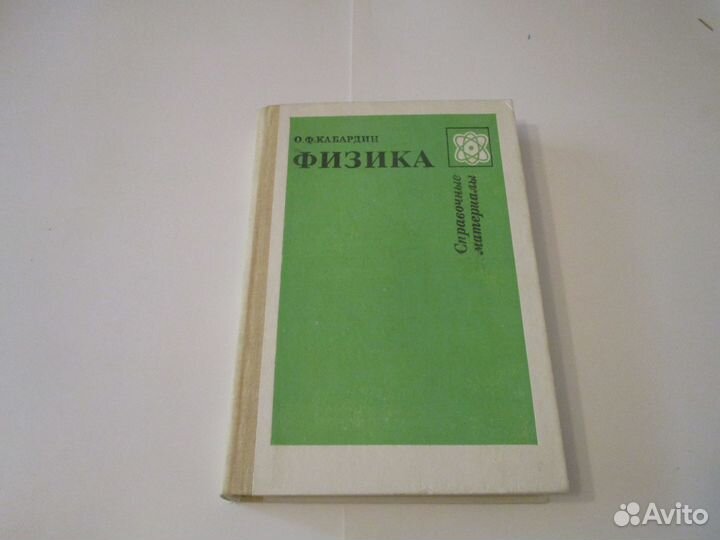 О.Ф.КАБАРДИН
ФИЗИКА
Справочные
материалы
Avito